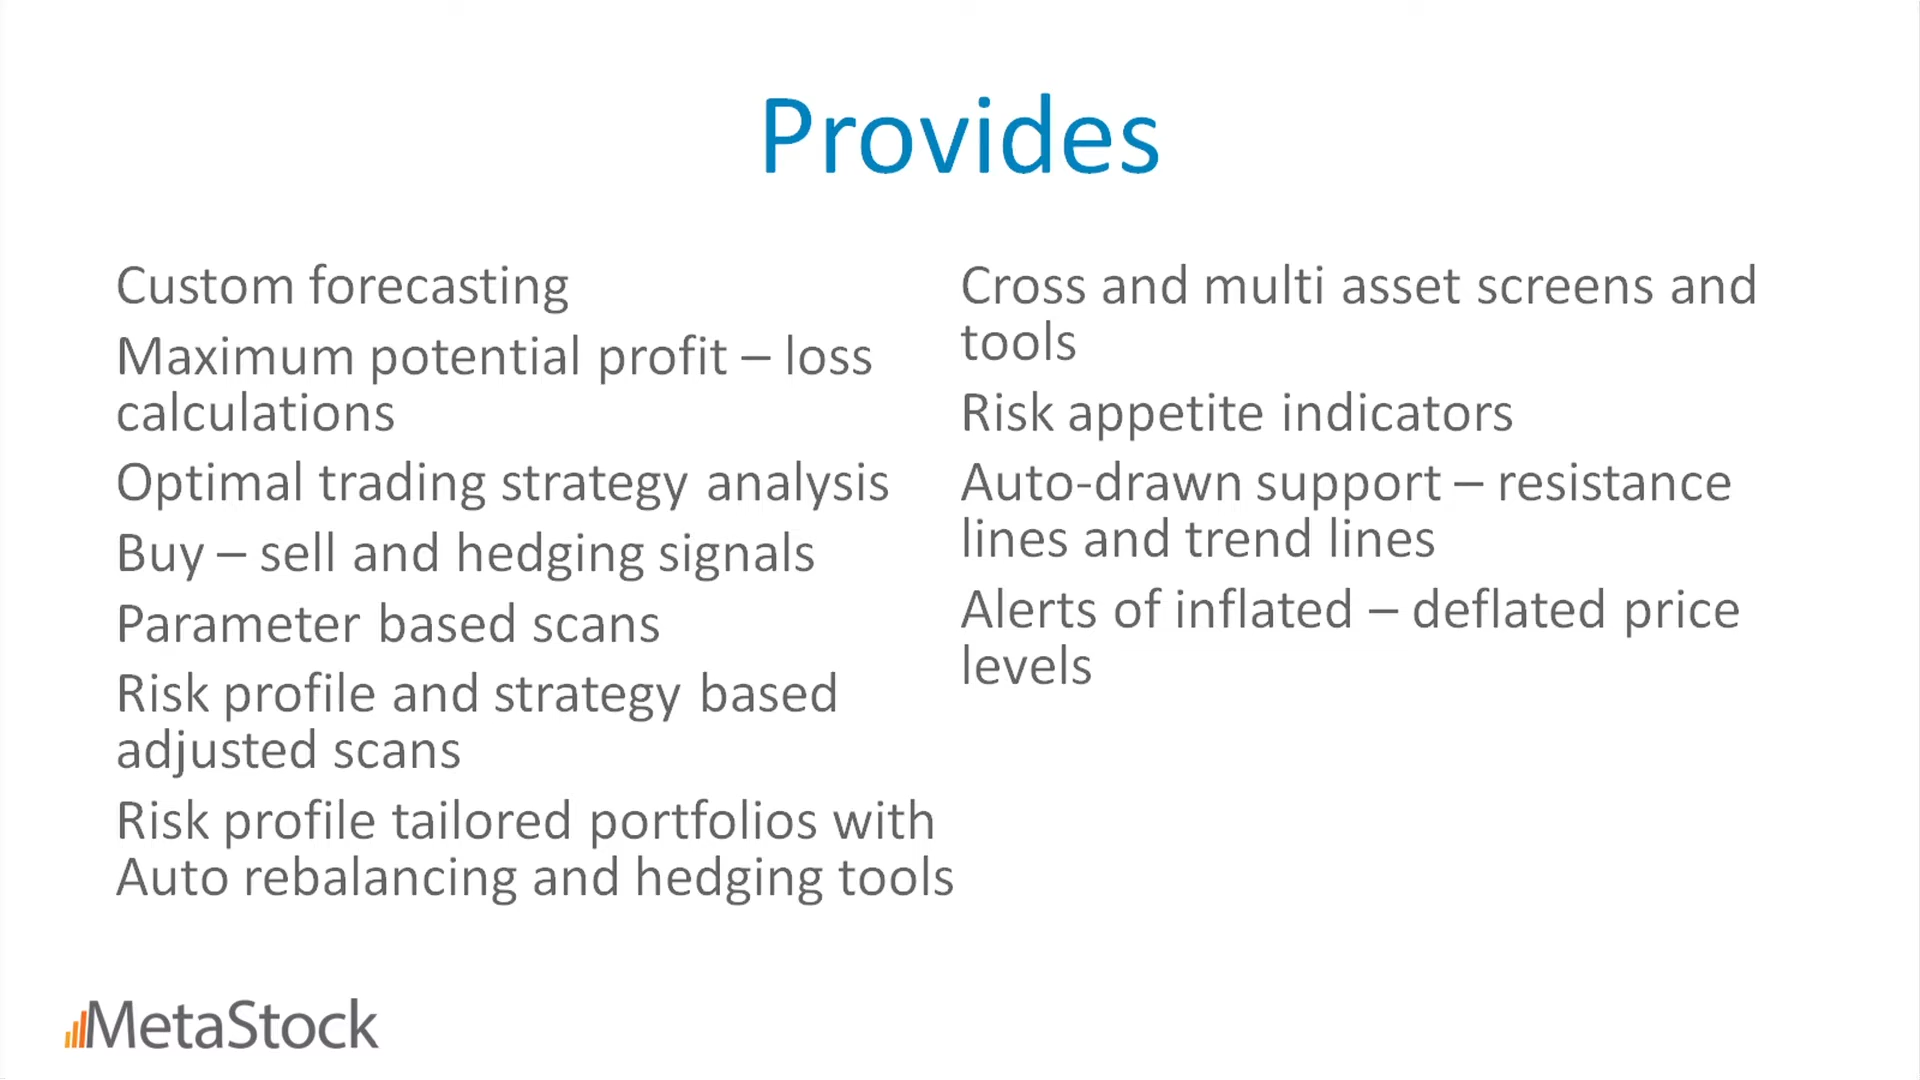 Provides
Custom forecasting
Maximum potential profit – loss
calculations
Optimal trading strategy analysis
Buy – sell and hedging signals
Parameter based scans
Risk profile and strategy based
adjusted scans
Risk profile tailored portfolios with
Auto rebalancing and hedging tools
Cross and multi asset screens and
tools
Risk appetite indicators
Auto-drawn support – resistance
lines and trend lines
Alerts of inflated – deflated price
levels
MetaStock